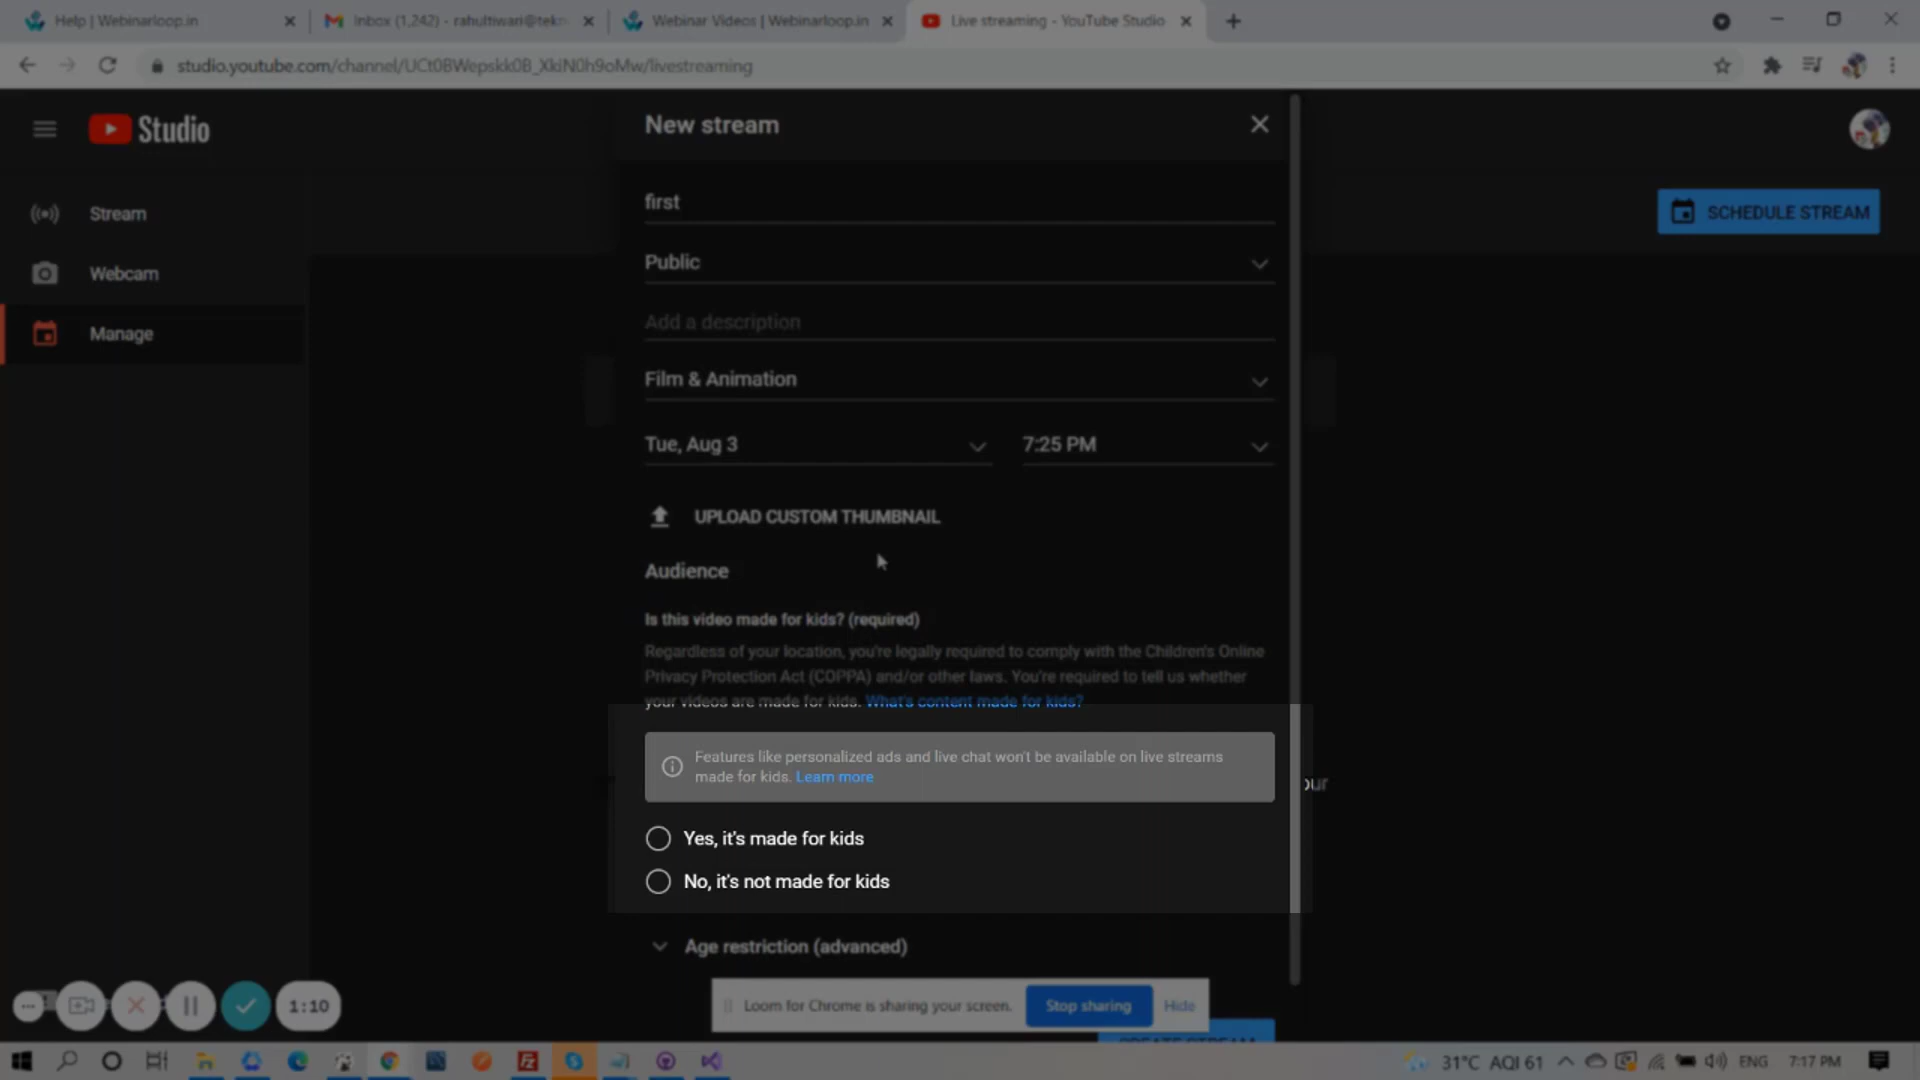 Help | Webinarloop.in
Inbox (1,242) - rahultiwari@tekn
Webinar Videos | Webinarloop.in
Live streaming - YouTube Studio
studio.youtube.com/channel/UCt0BWepskk0B_XkiN0h9oMw/livestreaming
Studio
New stream
first
Stream
SCHEDULE STREAM
Public
Webcam
Add a description
Manage
Film & Animation
Tue, Aug 3
7:25 PM
UPLOAD CUSTOM THUMBNAIL
Audience
Is this video made for kids? (required)
Regardless of your location, you're legally required to comply with the Children's Online
Privacy Protection Act (COPPA) and/or other laws. You're required to tell us whether
your videos are made for kids. What's content made for kids?
Features like personalized ads and live chat won't be available on live streams
made for kids. Learn more
our
Yes, it's made for kids
No, it's not made for kids
Age restriction (advanced)
1:10
Loom for Chrome is sharing your screen.
Stop sharing
Hide
CREATE STREAM
31°C AQI 61
ENG
7:17 PM